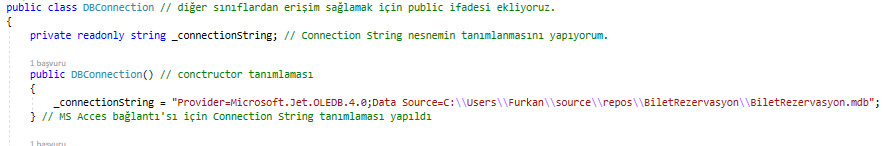 public class DBConnection // diğer sınıflardan erişim sağlamak için public ifadesi ekliyoruz.
{
private readonly string _connectionString; // Connection String nesnemin tanımlanmasını yapıyorum.
1 başvuru
public DBConnection() // conctructor tanımlaması
{
_connectionString = "Provider=Microsoft.Jet.OLEDB.4.0;Data Source=C:\\Users\\Furkan\\source\\repos\\BiletRezervasyon\\BiletRezervasyon.mdb";
} // MS Acces bağlantı'sı için Connection String tanımlaması yapıldı
1 başvuru